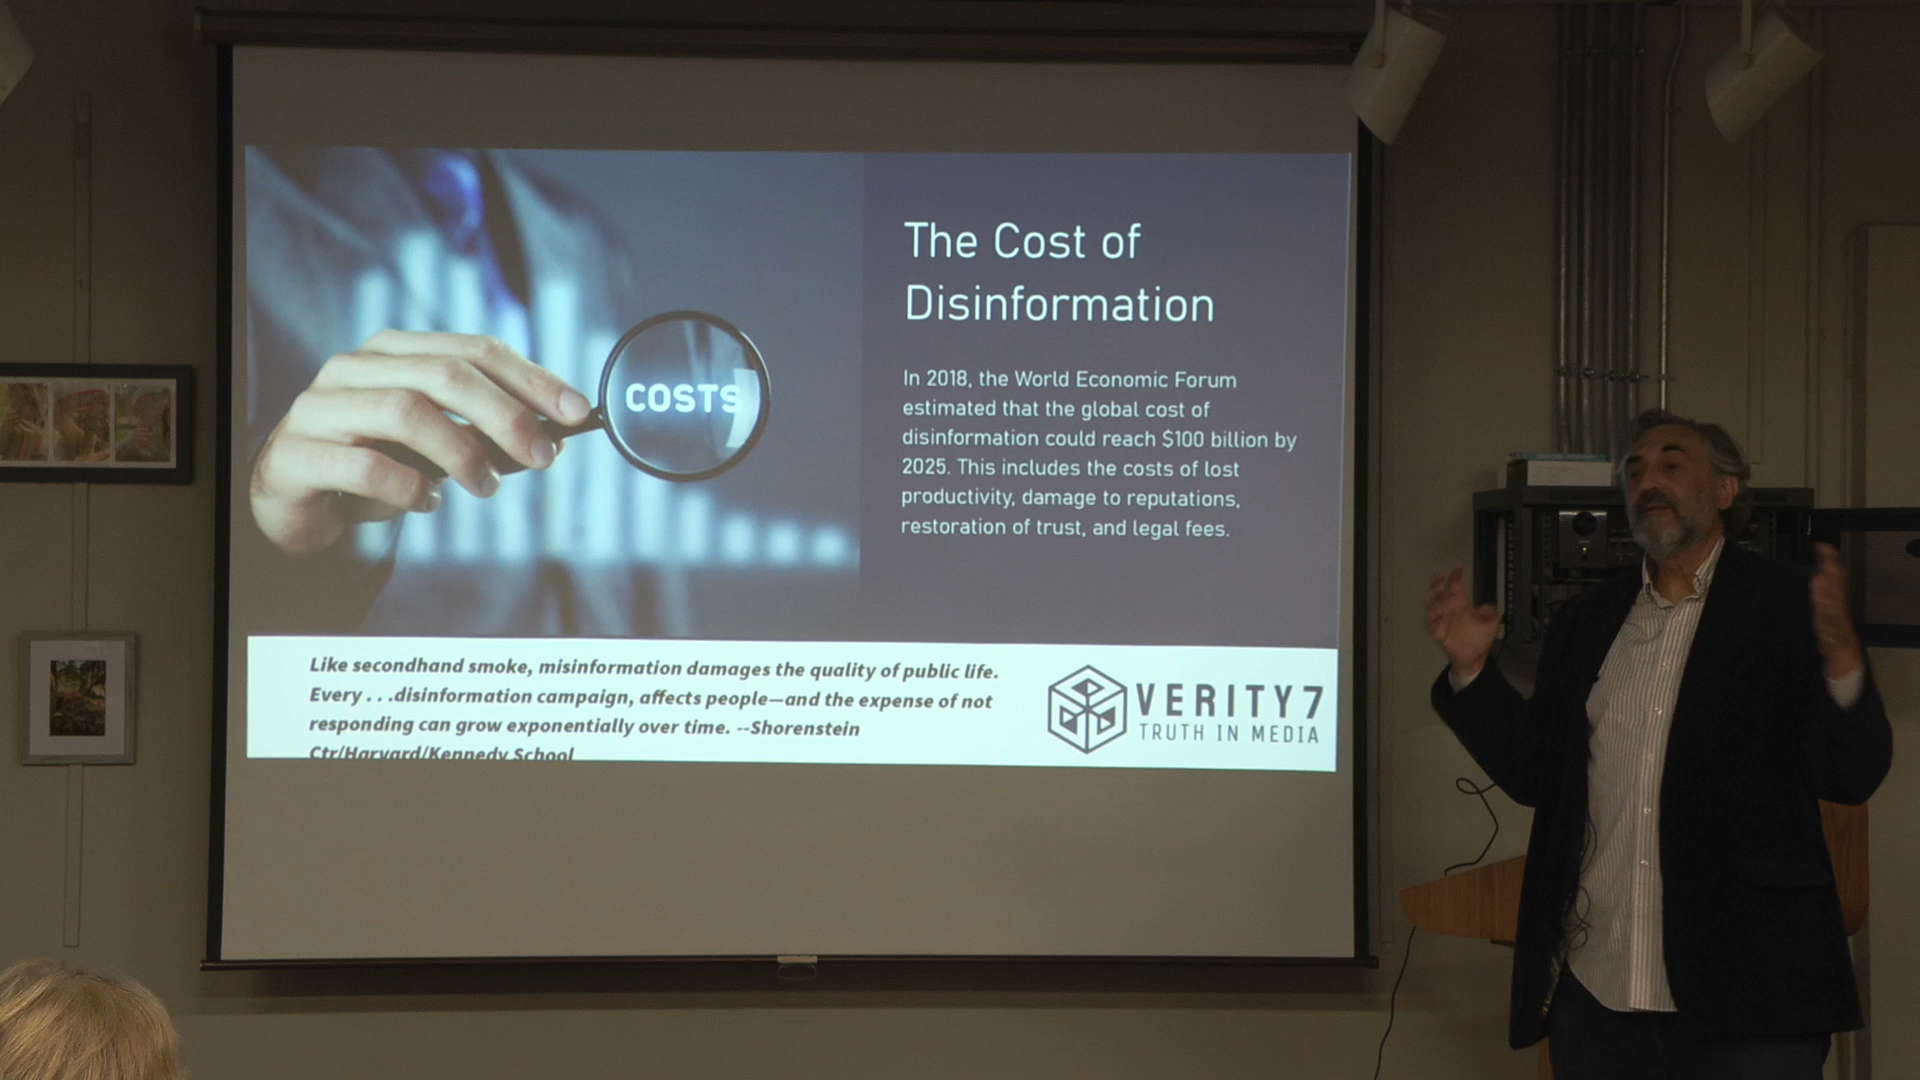 COSTS
The Cost of
Disinformation
In 2018, the World Economic Forum
estimated that the global cost of
disinformation could reach $100 billion by
2025. This includes the costs of lost
productivity, damage to reputations,
restoration of trust, and legal fees.
Like secondhand smoke, misinformation damages the quality of public life.
Every . . .disinformation campaign, affects people—and the expense of not
responding can grow exponentially over time. --Shorenstein
Ctr/Harvard/Kennedy School
VERITY7
TRUTH IN MEDIA